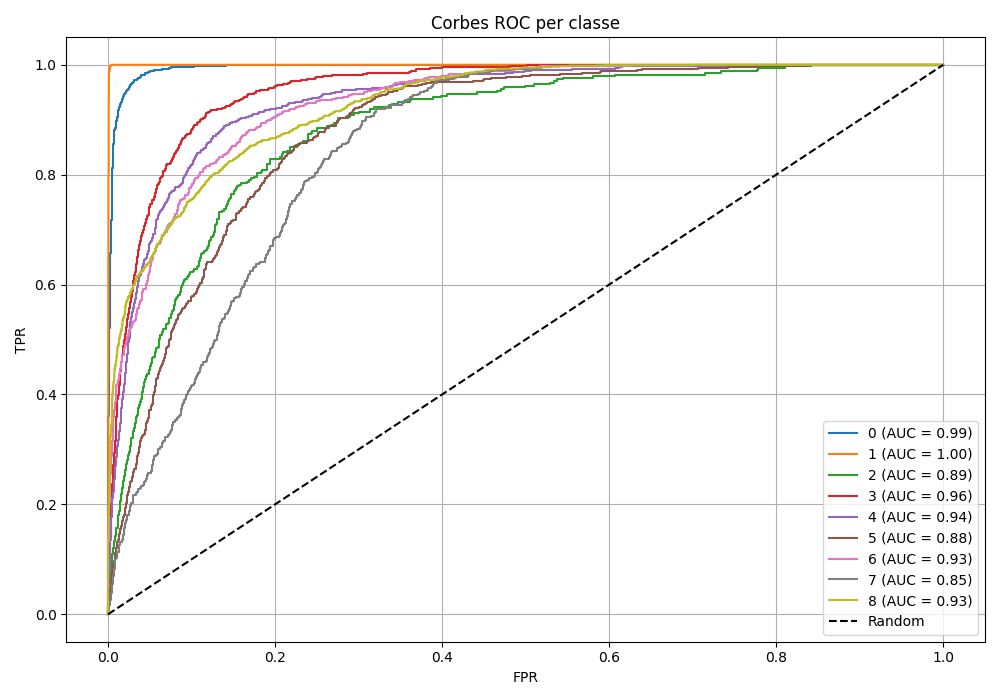 Corbes ROC per classe
TPR
1.0
0.8
0.6
0.4
0.2
0.0
0.0 0.2 0.4 0.6 0.8 1.0
FPR
0 (AUC = 0.99)
1 (AUC = 1.00)
2 (AUC = 0.89)
3 (AUC = 0.96)
4 (AUC = 0.94)
5 (AUC = 0.88)
6 (AUC = 0.93)
7 (AUC = 0.85)
8 (AUC = 0.93)
Random